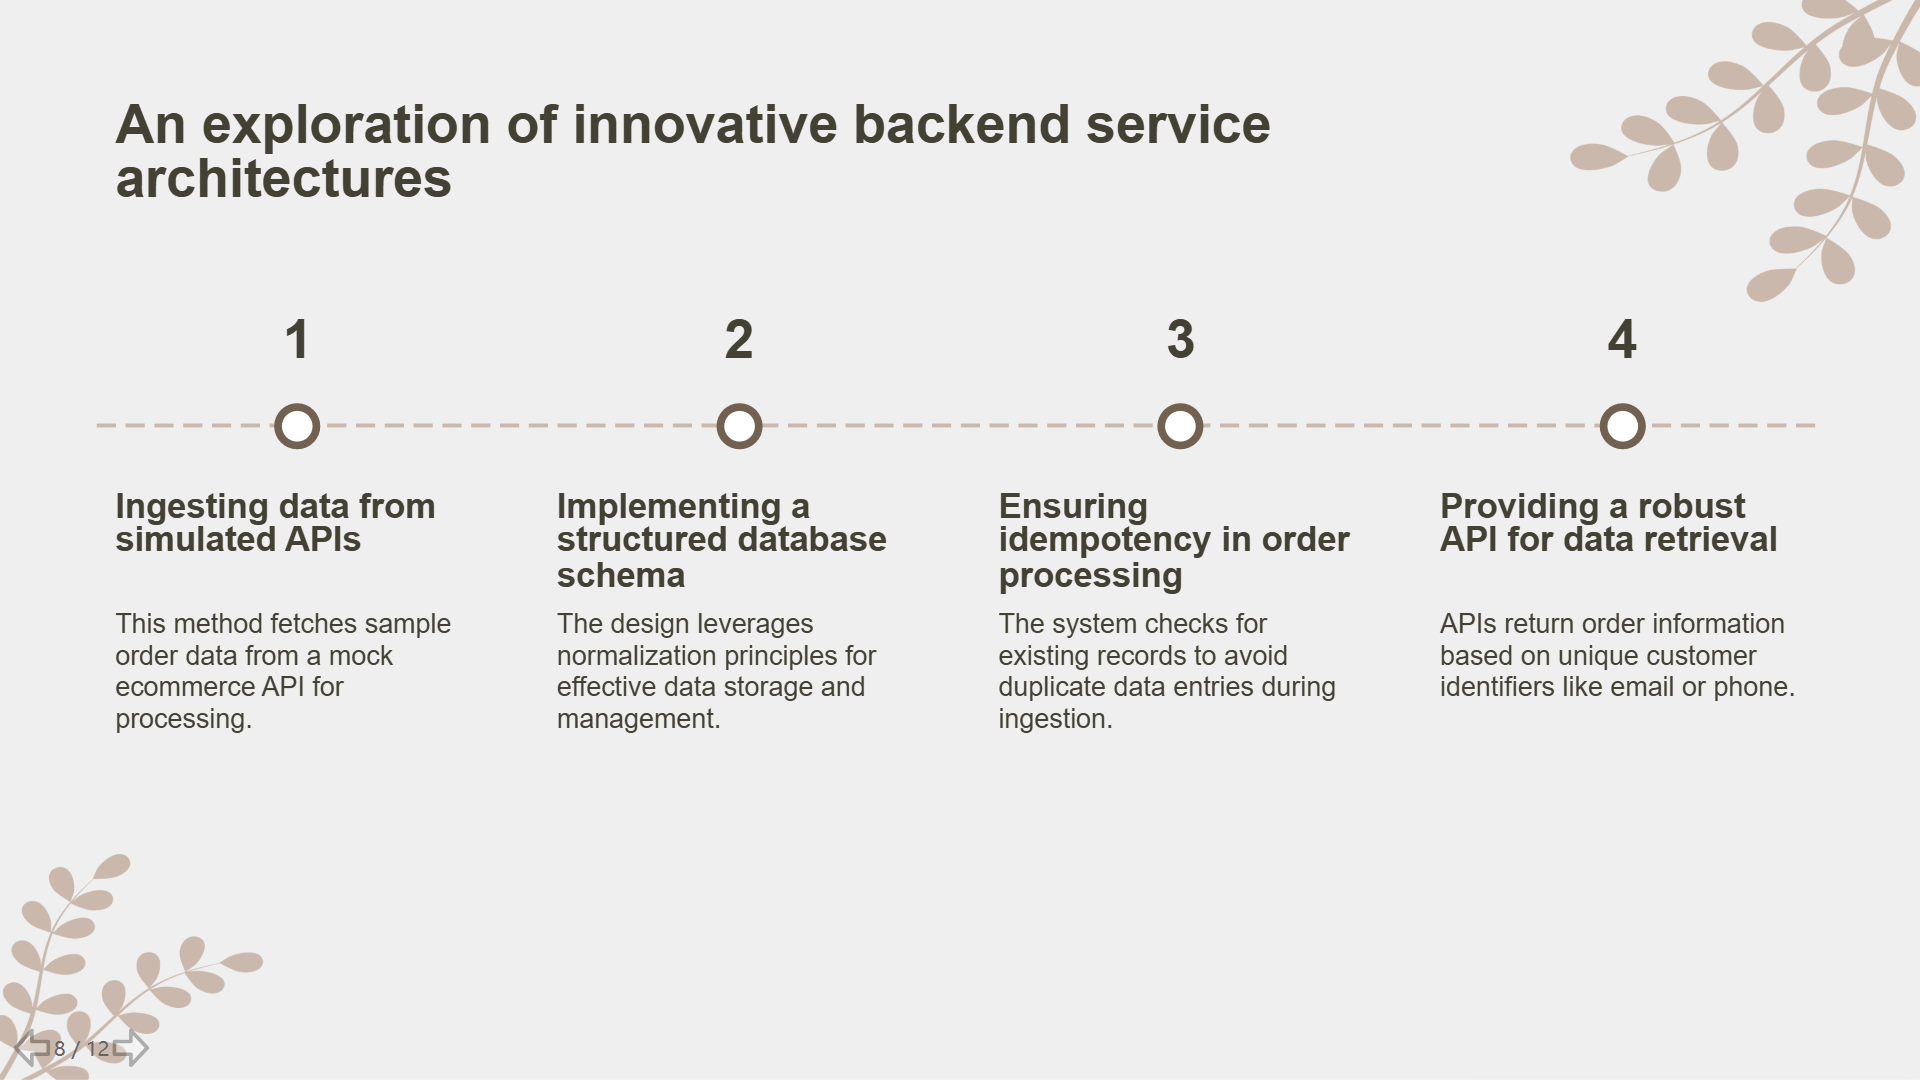 An exploration of innovative backend service
architectures
1
2
3
4
Ingesting data from
simulated APIs
This method fetches sample
order data from a mock
ecommerce API for
processing.
Implementing a
structured database
schema
The design leverages
normalization principles for
effective data storage and
management.
Ensuring
idempotency in order
processing
The system checks for
existing records to avoid
duplicate data entries during
ingestion.
Providing a robust
API for data retrieval
APIs return order information
based on unique customer
identifiers like email or phone.
8 / 12